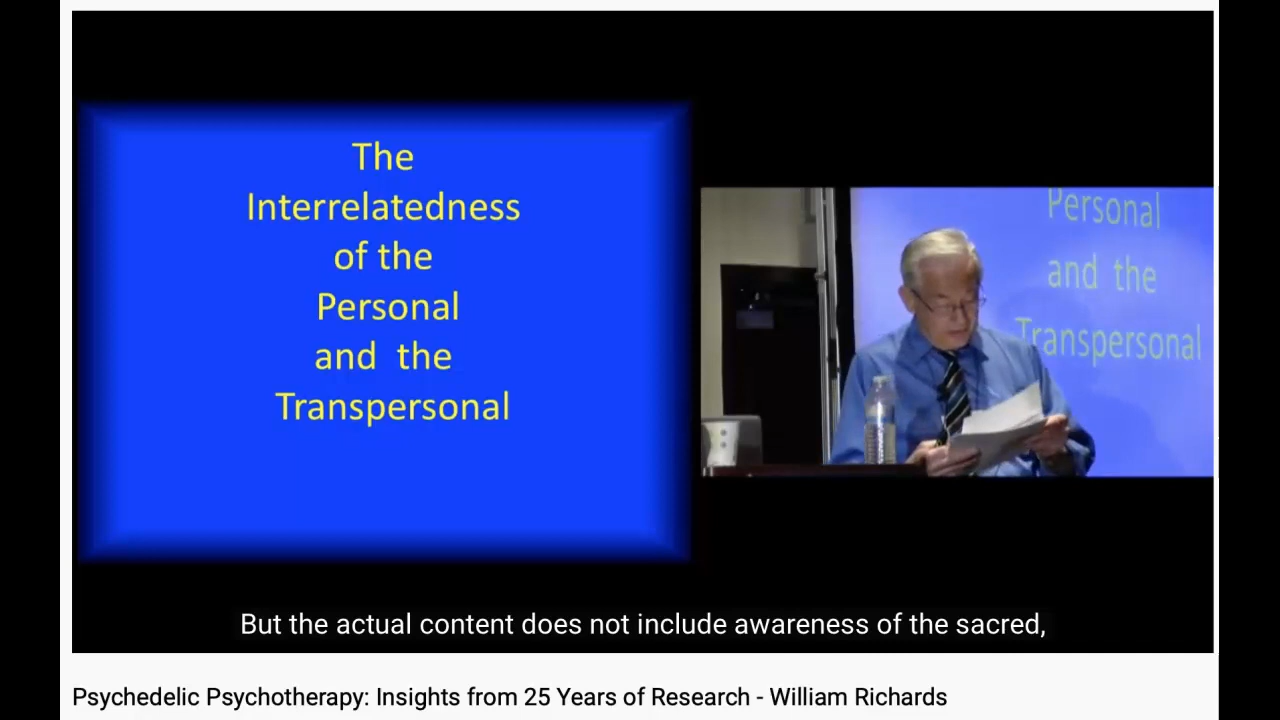 The
Interrelatedness
of the
Personal
and the
Transpersonal
Personal
and the
Transpersonal
But the actual content does not include awareness of the sacred,
Psychedelic Psychotherapy: Insights from 25 Years of Research - William Richards